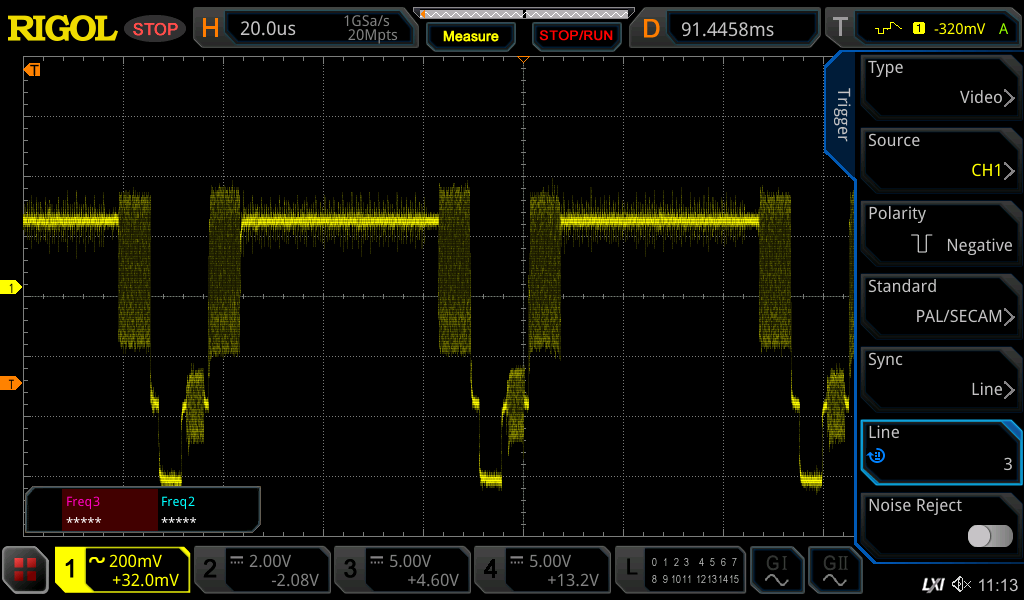 RIGOL STOP H 20.0us 1GSa/s 20Mpts Measure STOP/RUN D 91.4458ms T 1 -320mV A
T
Trigger
Type
Video
Source
CH1
Polarity
Negative
Standard
PAL/SECAM
Sync
Line
Line
3
Noise Reject
1
T
Freq3 Freq2
***** *****
1 200mV +32.0mV
2 2.00V -2.08V
3 5.00V +4.60V
4 5.00V +13.2V
L 0 1 2 3 4 5 6 7
8 9 10 11 12 13 14 15
GI GII
LXI 11:13